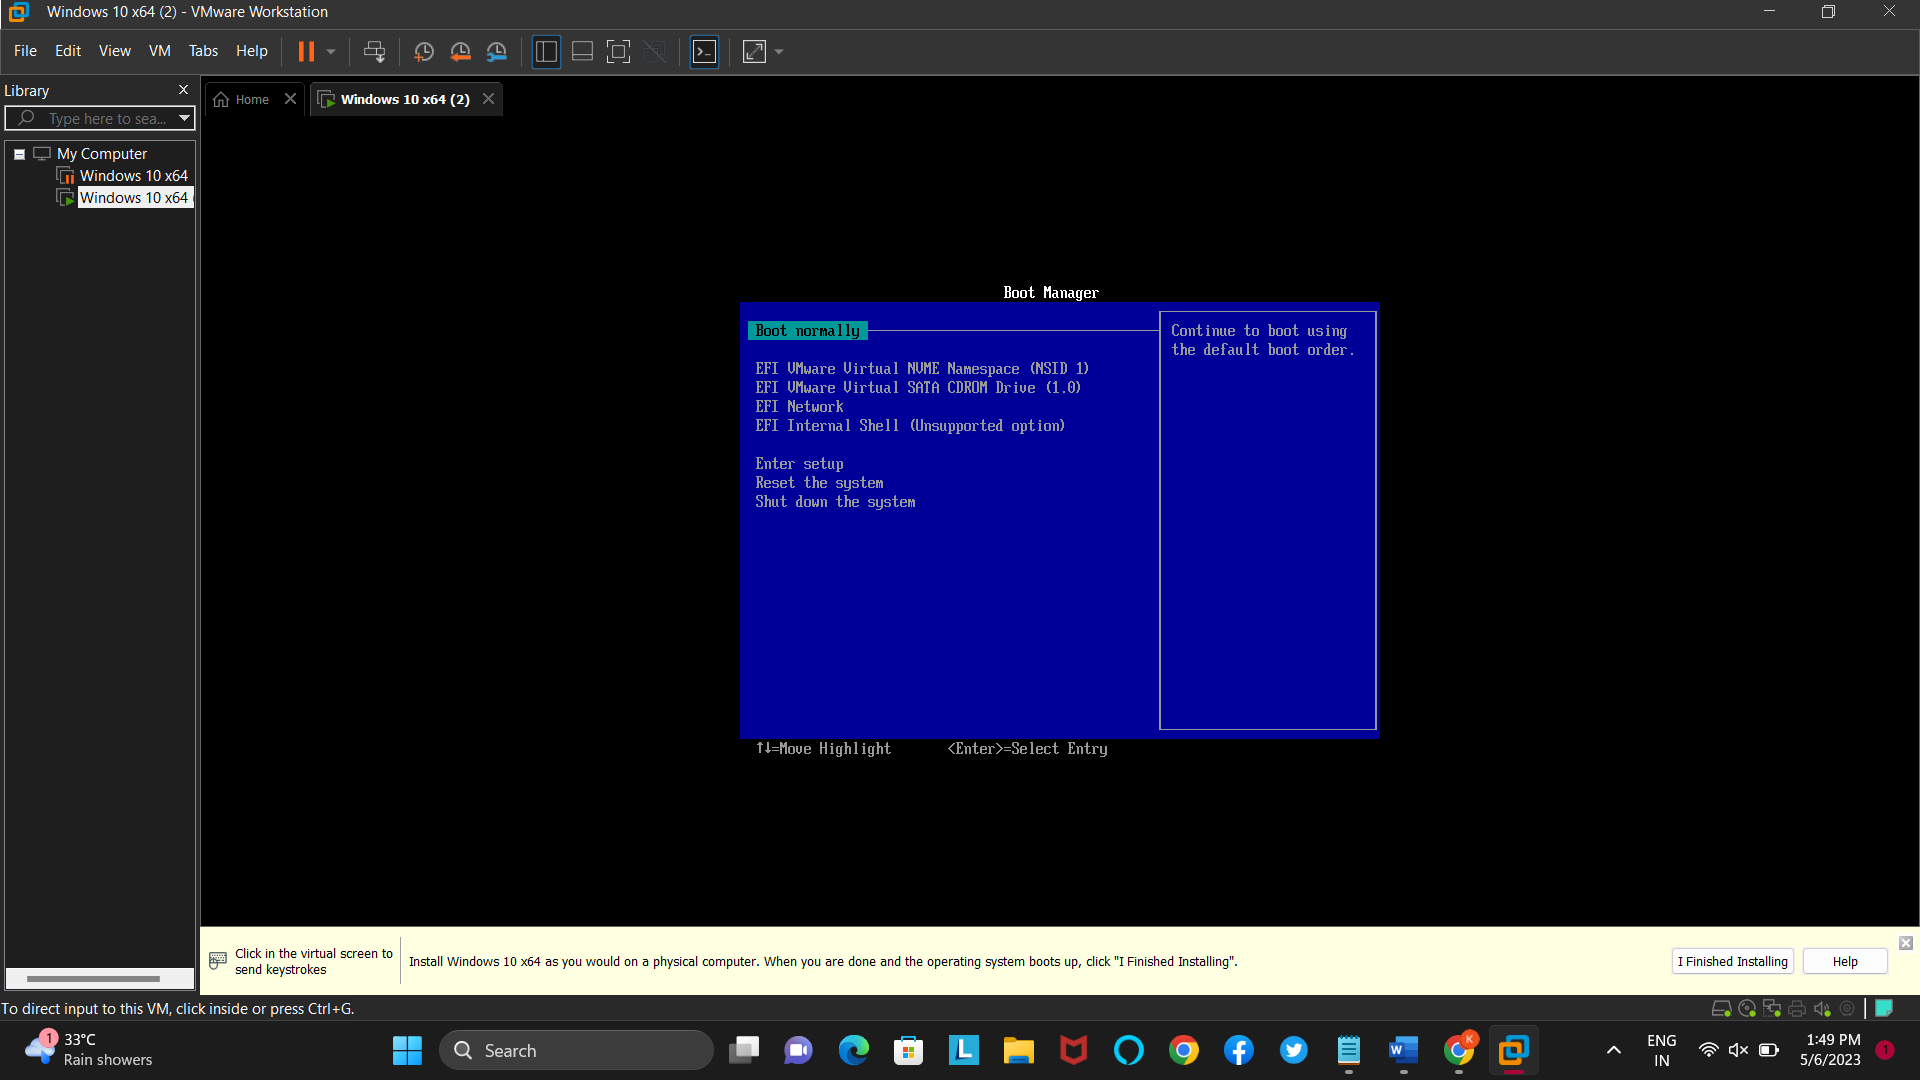 Windows 10 x64 (2) - VMware Workstation
File Edit View VM Tabs Help
Library
Type here to sea...
Home
Windows 10 x64 (2)
My Computer
Windows 10 x64
Windows 10 x64 (
Boot Manager
Boot normally
EFI VMware Virtual NVME Namespace (NSID 1)
EFI VMware Virtual SATA CDROM Drive (1.0)
EFI Network
EFI Internal Shell (Unsupported option)
Enter setup
Reset the system
Shut down the system
Continue to boot using
the default boot order.
↑↓=Move Highlight <Enter>=Select Entry
Click in the virtual screen to
send keystrokes
Install Windows 10 x64 as you would on a physical computer. When you are done and the operating system boots up, click "I Finished Installing".
I Finished Installing
Help
To direct input to this VM, click inside or press Ctrl+G.
1
33°C
Rain showers
Search
L
W
K
ENG
IN
1:49 PM
5/6/2023
1